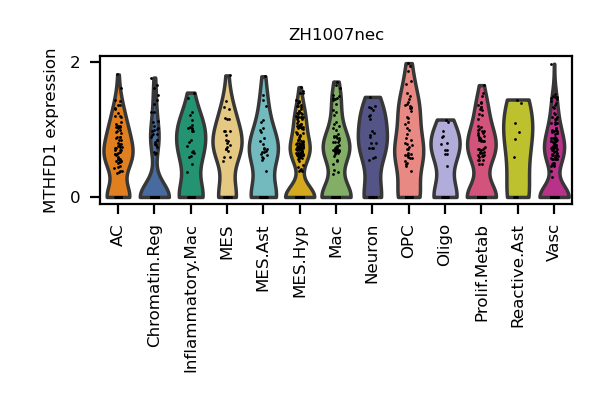 ZH1007nec
MTHFD1 expression
2
0
AC
Chromatin.Reg
Inflammatory.Mac
MES
MES.Ast
MES.Hyp
Mac
Neuron
OPC
Oligo
Prolif.Metab
Reactive.Ast
Vasc